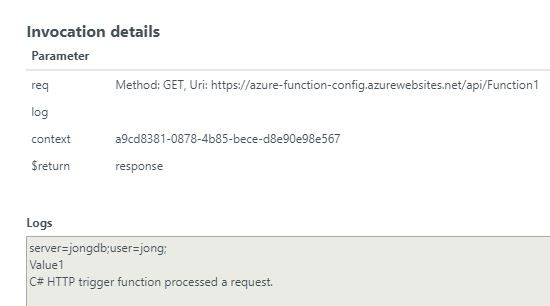 Invocation details
Parameter
req Method: GET, Uri: https://azure-function-config.azurewebsites.net/api/Function1
log
context a9cd8381-0878-4b85-bece-d8e90e98e567
$return response
Logs
server=jongdb;user=jong;
Value1
C# HTTP trigger function processed a request.